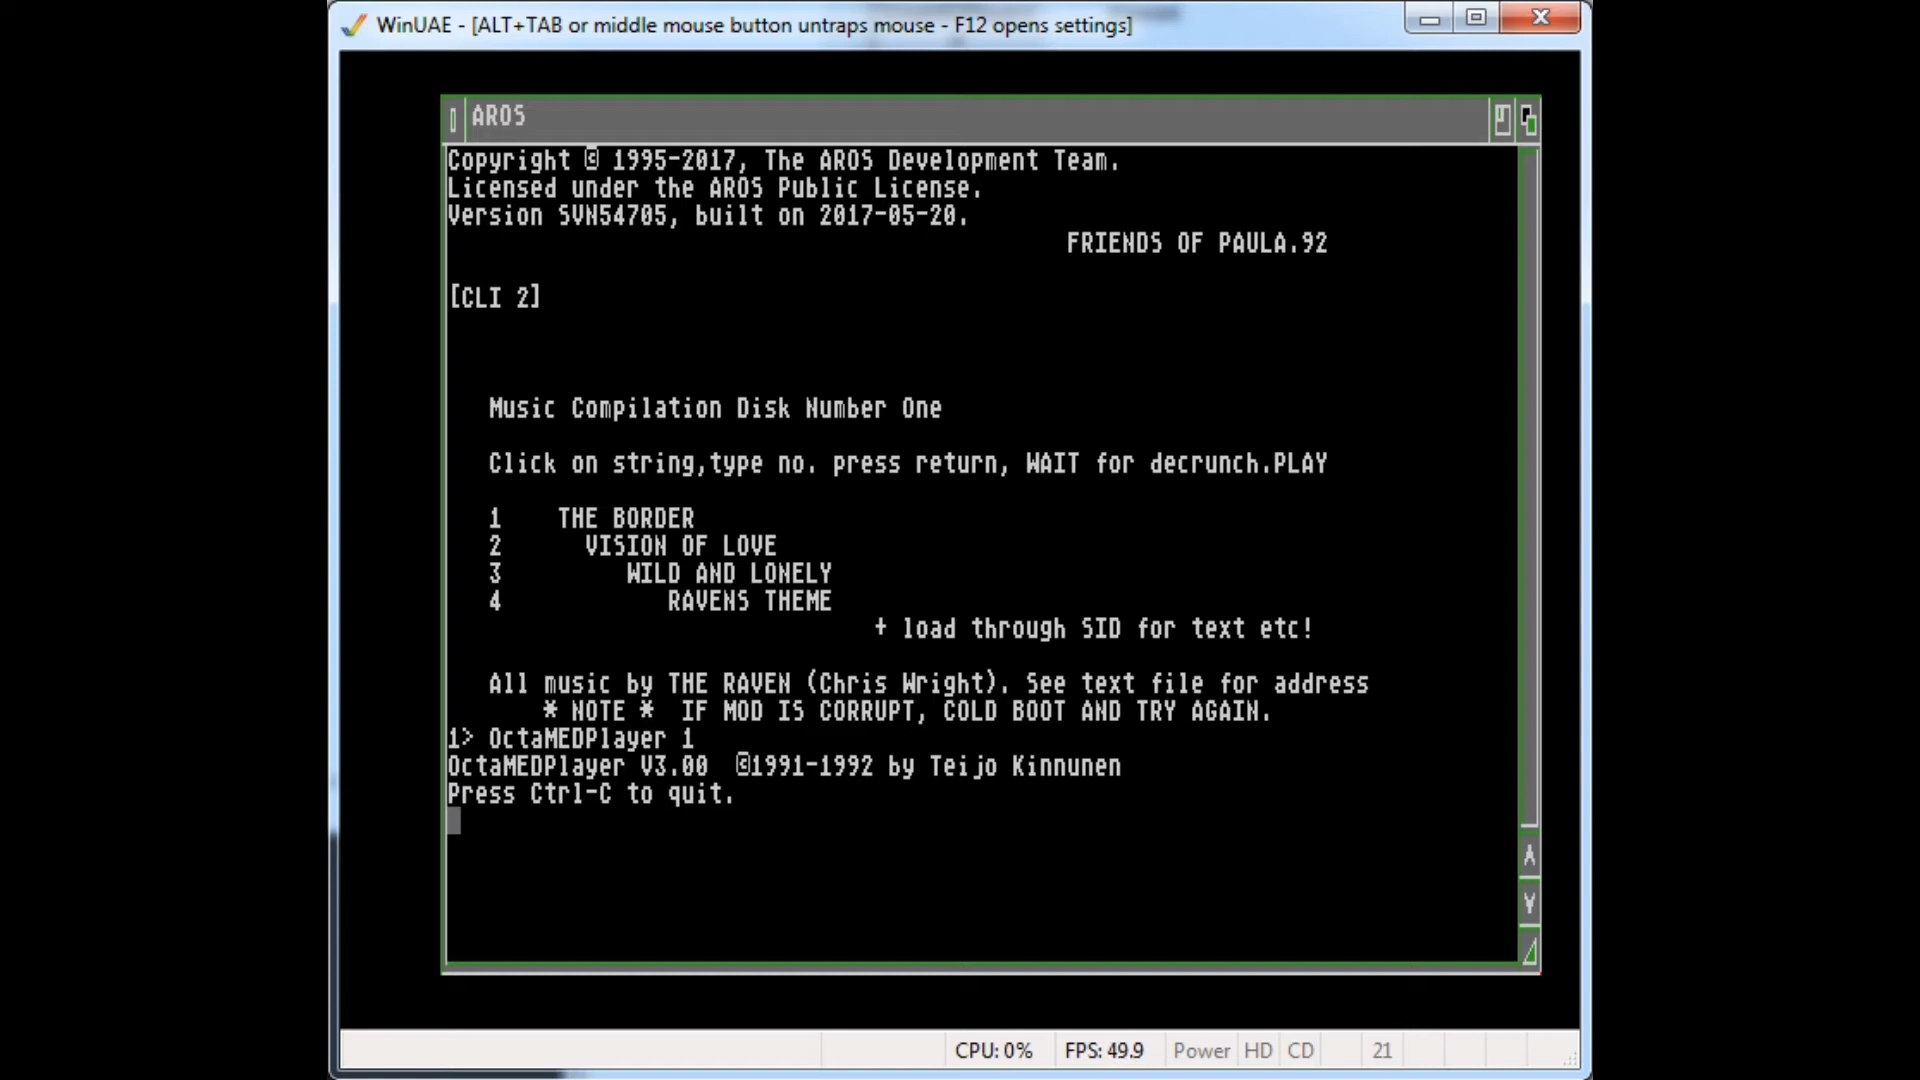 WinUAE - [ALT+TAB or middle mouse button untraps mouse - F12 opens settings]
AROS
Copyright © 1995-2017, The AROS Development Team.
Licensed under the AROS Public License.
Version SVN54705, built on 2017-05-20.
FRIENDS OF PAULA.92
[CLI 2]
Music Compilation Disk Number One
Click on string,type no. press return, WAIT for decrunch.PLAY
1 THE BORDER
2 VISION OF LOVE
3 WILD AND LONELY
4 RAVENS THEME
+ load through SID for text etc!
All music by THE RAVEN (Chris Wright). See text file for address
* NOTE * IF MOD IS CORRUPT, COLD BOOT AND TRY AGAIN.
1> OctaMEDPlayer 1
OctaMEDPlayer V3.00 ©1991-1992 by Teijo Kinnunen
Press Ctrl-C to quit.
CPU: 0% FPS: 49.9 Power HD CD 21